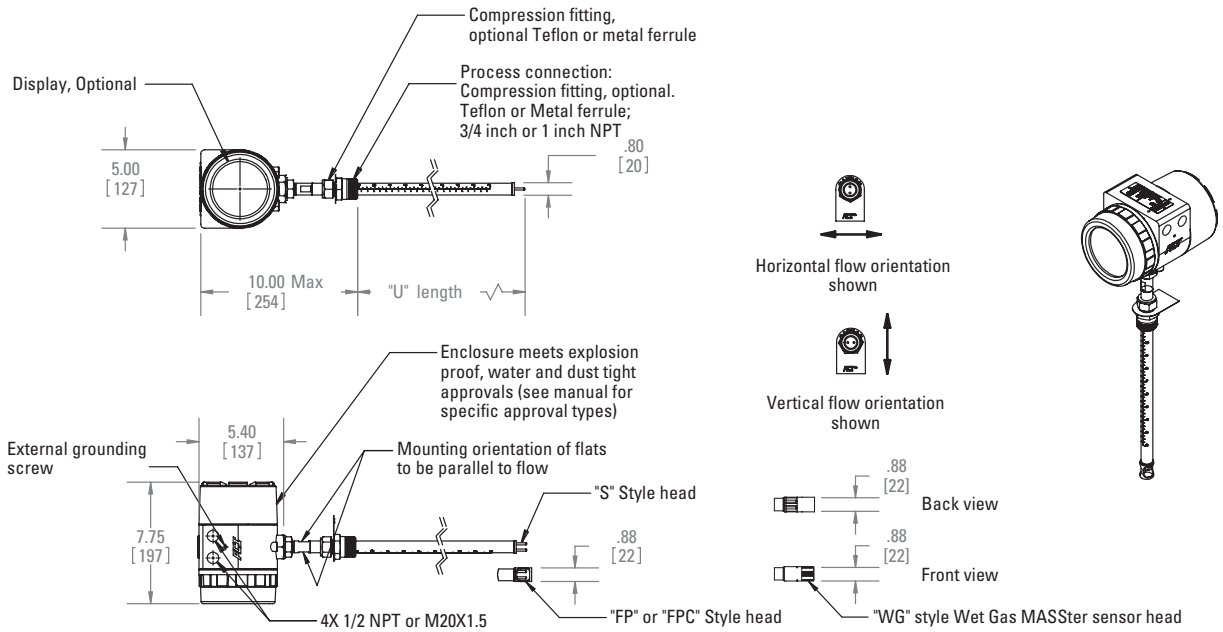 Compression fitting,
optional Teflon or metal ferrule
Display, Optional
Process connection:
Compression fitting, optional.
Teflon or Metal ferrule;
3/4 inch or 1 inch NPT
.80
[20]
5.00
[127]
10.00 Max
[254]
"U" length
Horizontal flow orientation
shown
Vertical flow orientation
shown
Enclosure meets explosion
proof, water and dust tight
approvals (see manual for
specific approval types)
5.40
[137]
External grounding
screw
Mounting orientation of flats
to be parallel to flow
"S" Style head
7.75
[197]
.88
[22]
.88
[22]
Back view
.88
[22]
Front view
4X 1/2 NPT or M20X1.5
"FP" or "FPC" Style head
"WG" style Wet Gas MASSter sensor head